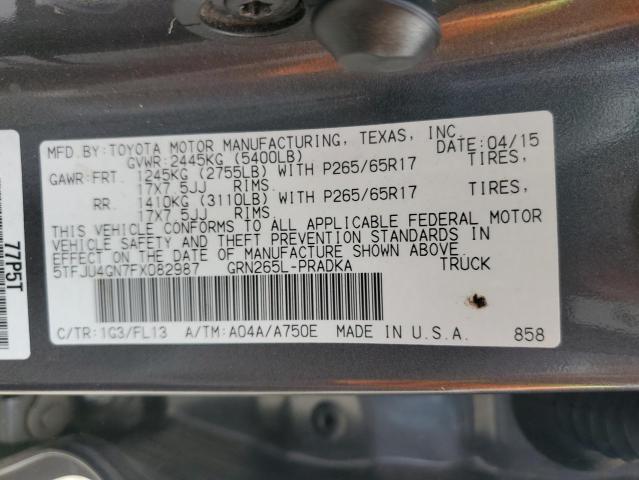 MFD. BY: TOYOTA MOTOR MANUFACTURING, TEXAS, INC. DATE: 04/15
GVWR: 2445KG (5400LB)
GAWR: FRT. 1245KG (2755LB) WITH P265/65R17 TIRES,
17X7.5JJ RIMS.
RR. 1410KG (3110LB) WITH P265/65R17 TIRES,
17X7.5JJ RIMS.
THIS VEHICLE CONFORMS TO ALL APPLICABLE FEDERAL MOTOR
VEHICLE SAFETY AND THEFT PREVENTION STANDARDS IN
EFFECT ON THE DATE OF MANUFACTURE SHOWN ABOVE.
5TFJU4GN7FX082987 GRN265L-PRADKA TRUCK
C/TR: 1G3/FL13 A/TM: A04A/A750E MADE IN U.S.A. 858
77P5T